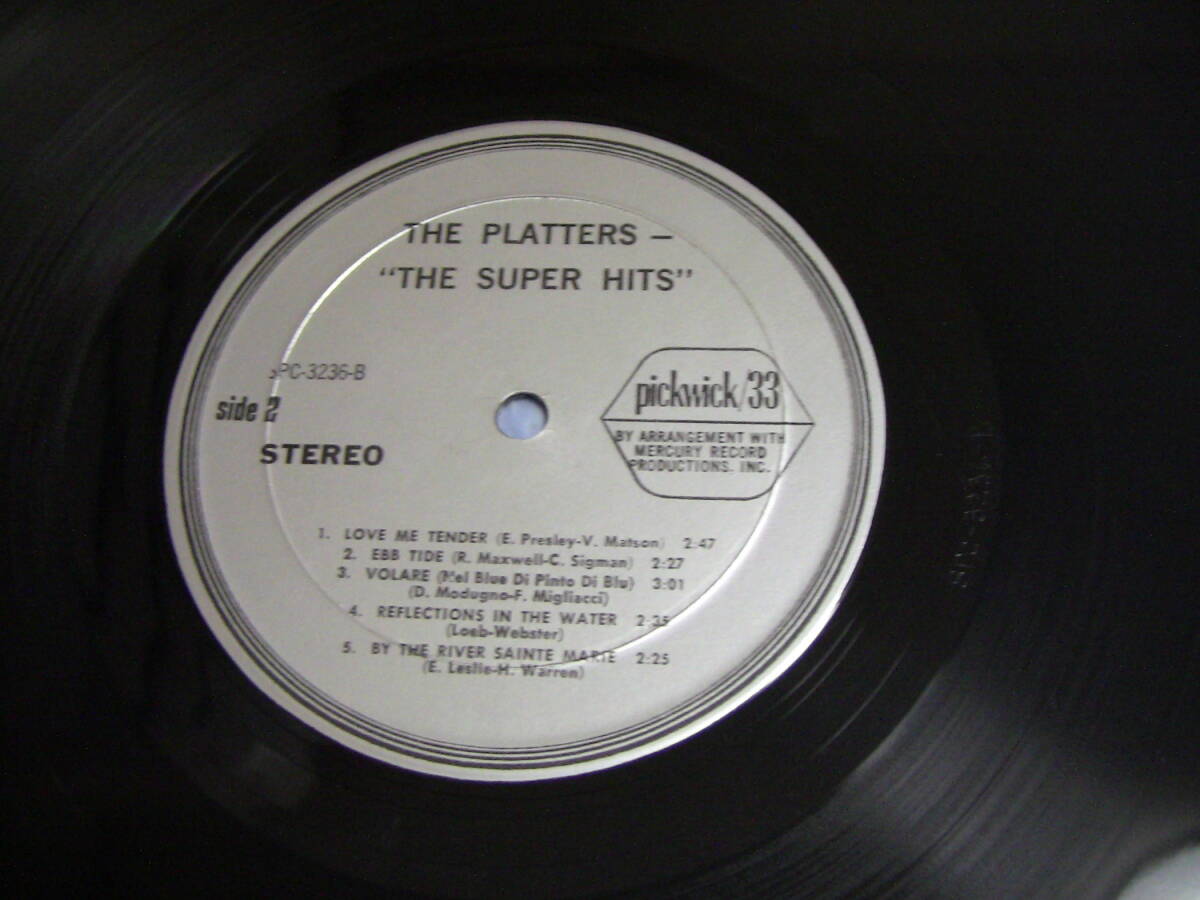 THE PLATTERS —
"THE SUPER HITS"
SPC-3236-B
side 2
STEREO
pickwick/33
BY ARRANGEMENT WITH
MERCURY RECORD
PRODUCTIONS, INC.
1. LOVE ME TENDER (E. Presley-V. Matson) 2:47
2. EBB TIDE (R. Maxwell-C. Sigman) 2:27
3. VOLARE (Nel Blue Di Pinto Di Blu) 3:01
(D. Modugno-F. Migliacci)
4. REFLECTIONS IN THE WATER 2:35
(Loeb-Webster)
5. BY THE RIVER SAINTE MARIE 2:25
(E. Leslie-H. Warren)